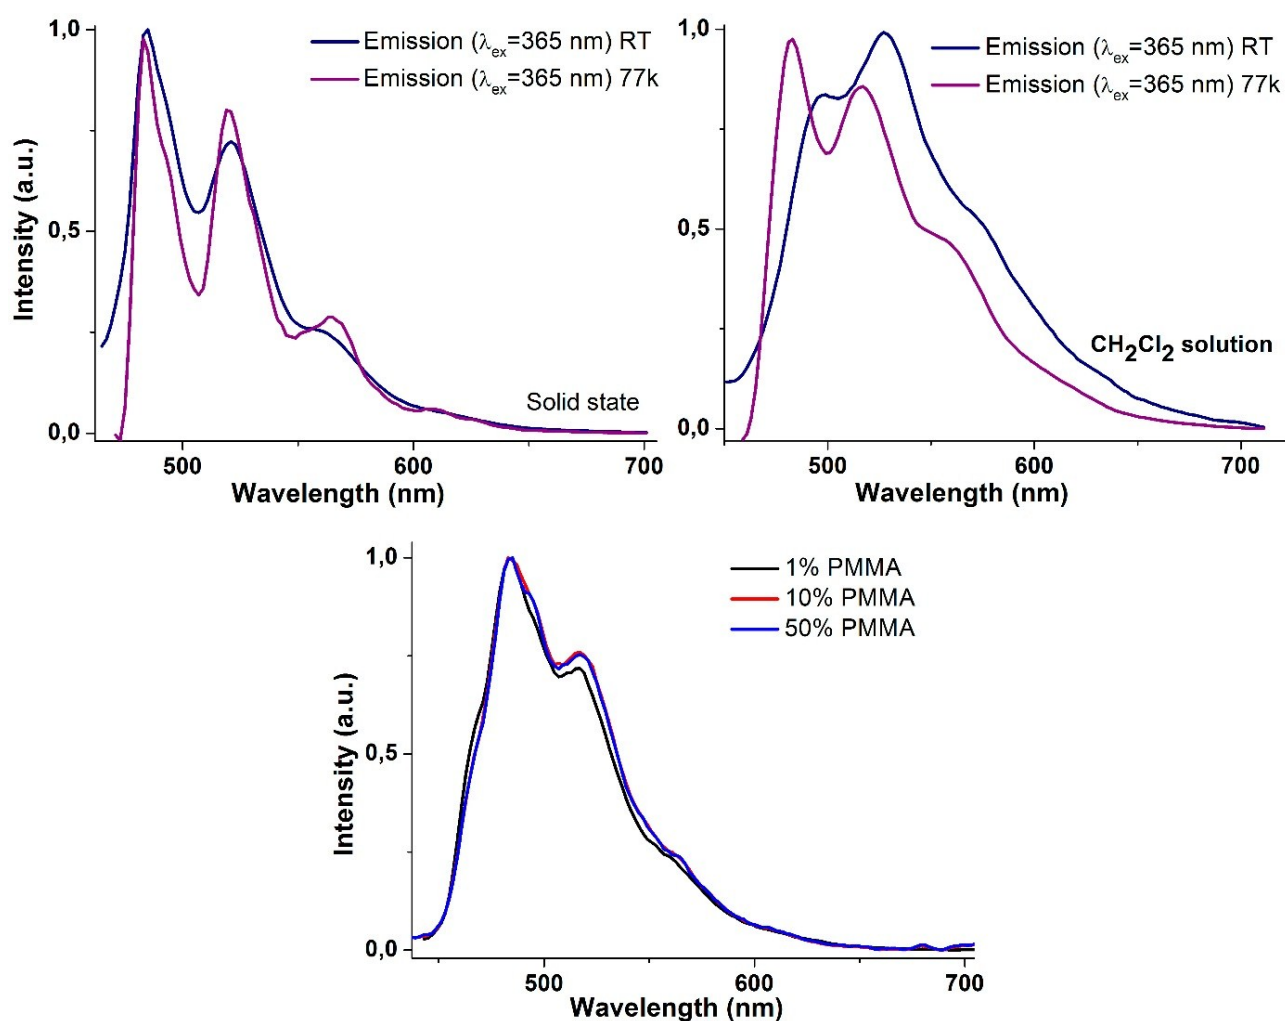 1,0
Emission (λex=365 nm) RT
Emission (λex=365 nm) 77k
0,5
Intensity (a.u.)
Solid state
0,0
500
600
700
Wavelength (nm)
1,0
Emission (λex=365 nm) RT
Emission (λex=365 nm) 77k
0,5
CH2Cl2 solution
0,0
500
600
700
Wavelength (nm)
1,0
1% PMMA
10% PMMA
50% PMMA
0,5
Intensity (a.u.)
0,0
500
600
700
Wavelength (nm)